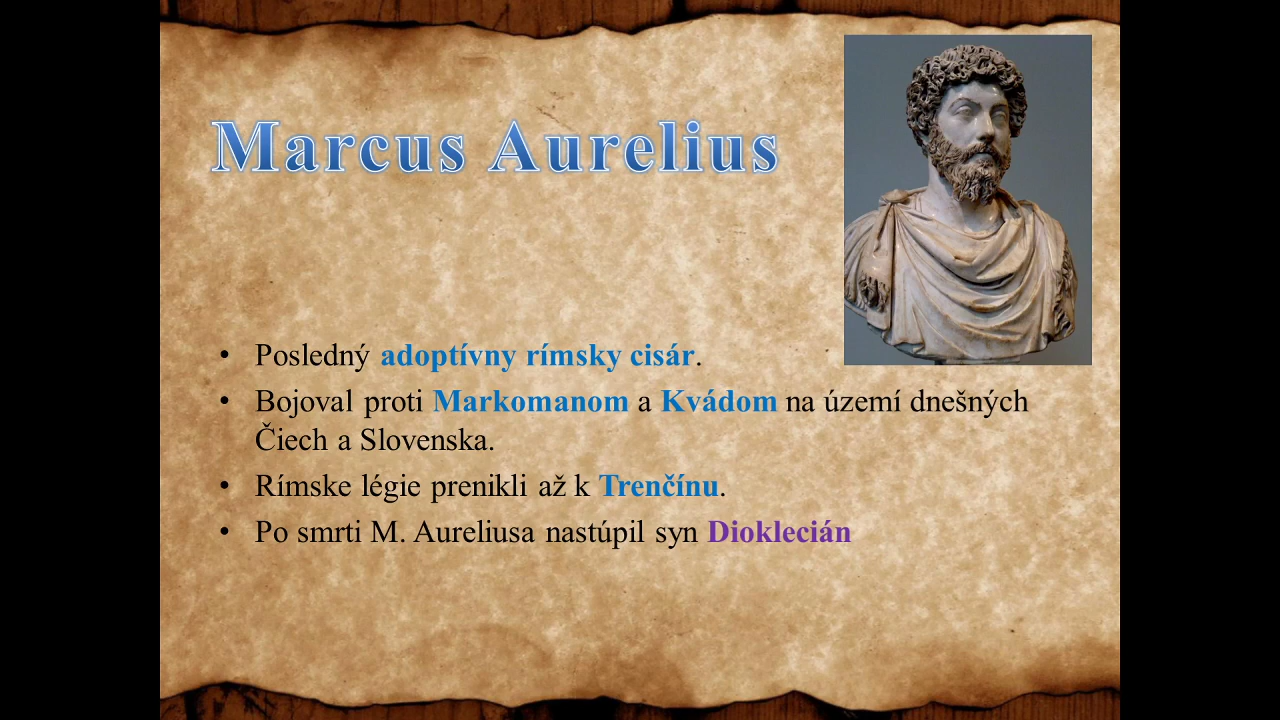 Marcus Aurelius
• Posledný adoptívny rímsky cisár.
• Bojoval proti Markomanom a Kvádom na území dnešných
Čiech a Slovenska.
• Rímske légie prenikli až k Trenčínu.
• Po smrti M. Aureliusa nastúpil syn Dioklecián